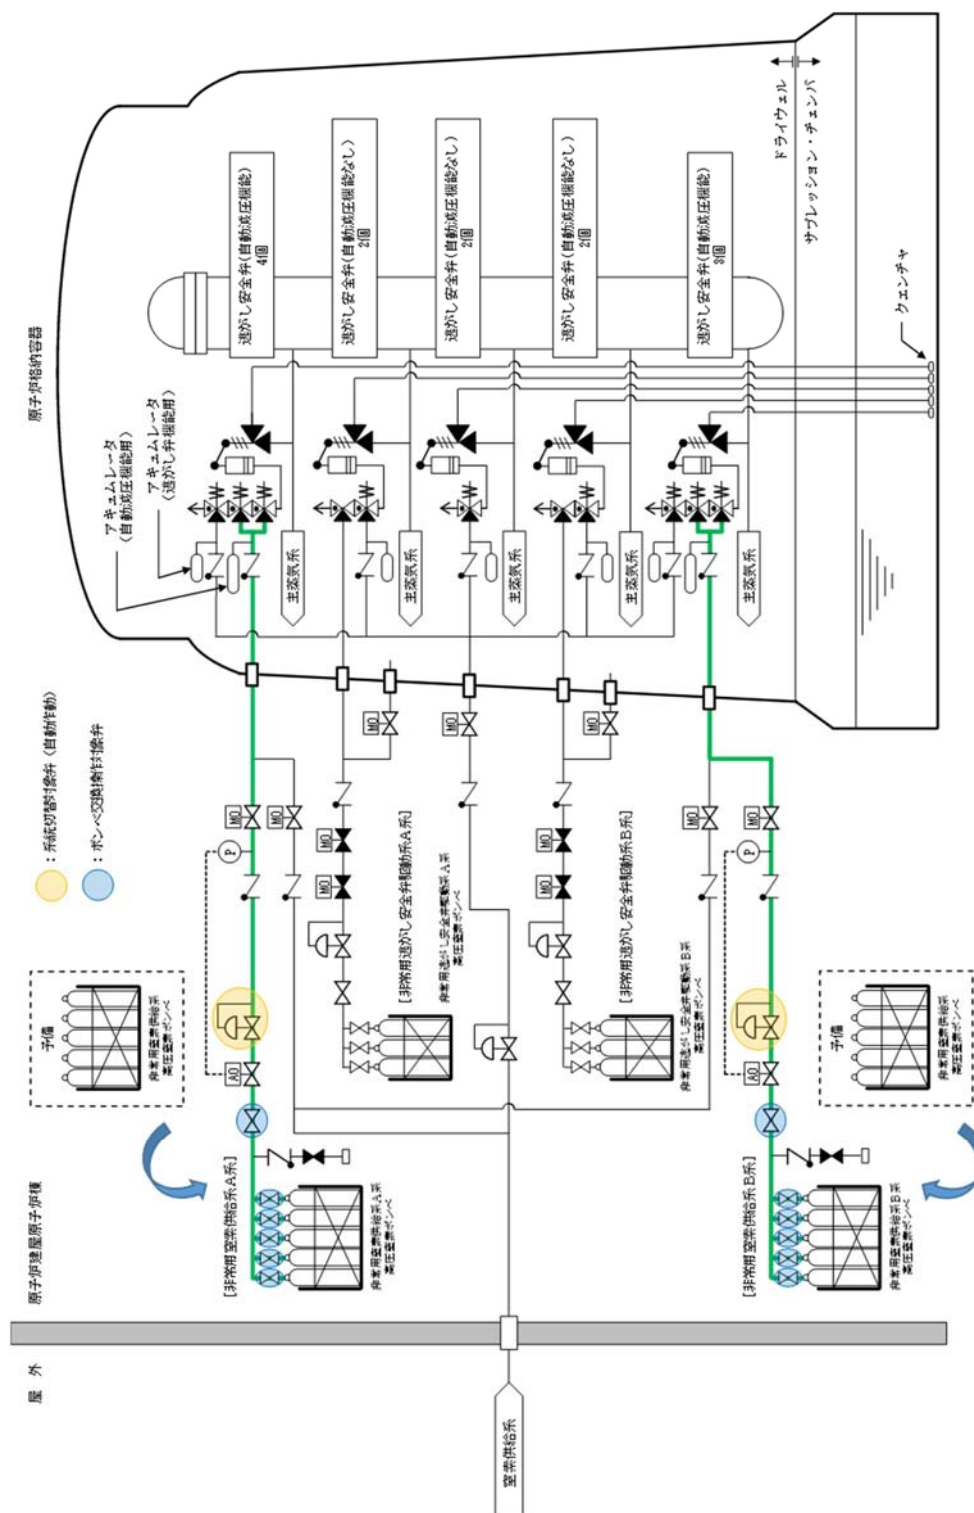 原子炉格納容器
アキュムレータ
(自動減圧機能用)
アキュムレータ
(逃がし弁機能用)
逃がし安全弁(自動減圧機能)
4個
逃がし安全弁(自動減圧機能なし)
2個
逃がし安全弁(自動減圧機能なし)
2個
逃がし安全弁(自動減圧機能なし)
2個
逃がし安全弁(自動減圧機能)
3個
ドライウェル
サプレッション・チェンバ
クエンチャ
主蒸気系
主蒸気系
主蒸気系
主蒸気系
主蒸気系
：系統切替対象弁（自動作動）
：ボンベ交換操作対象弁
MO
MO
P
AO
MO
MO
MO
MO
MO
MO
MO
MO
MO
MO
P
AO
予備
非常用窒素供給系
高圧窒素ボンベ
[非常用逃がし安全弁駆動系A系]
非常用逃がし安全弁駆動系A系
高圧窒素ボンベ
[非常用逃がし安全弁駆動系B系]
非常用逃がし安全弁駆動系B系
高圧窒素ボンベ
予備
非常用窒素供給系
高圧窒素ボンベ
原子炉建屋原子炉棟
[非常用窒素供給系A系]
非常用窒素供給系A系
高圧窒素ボンベ
[非常用窒素供給系B系]
非常用窒素供給系B系
高圧窒素ボンベ
屋 外
窒素供給系